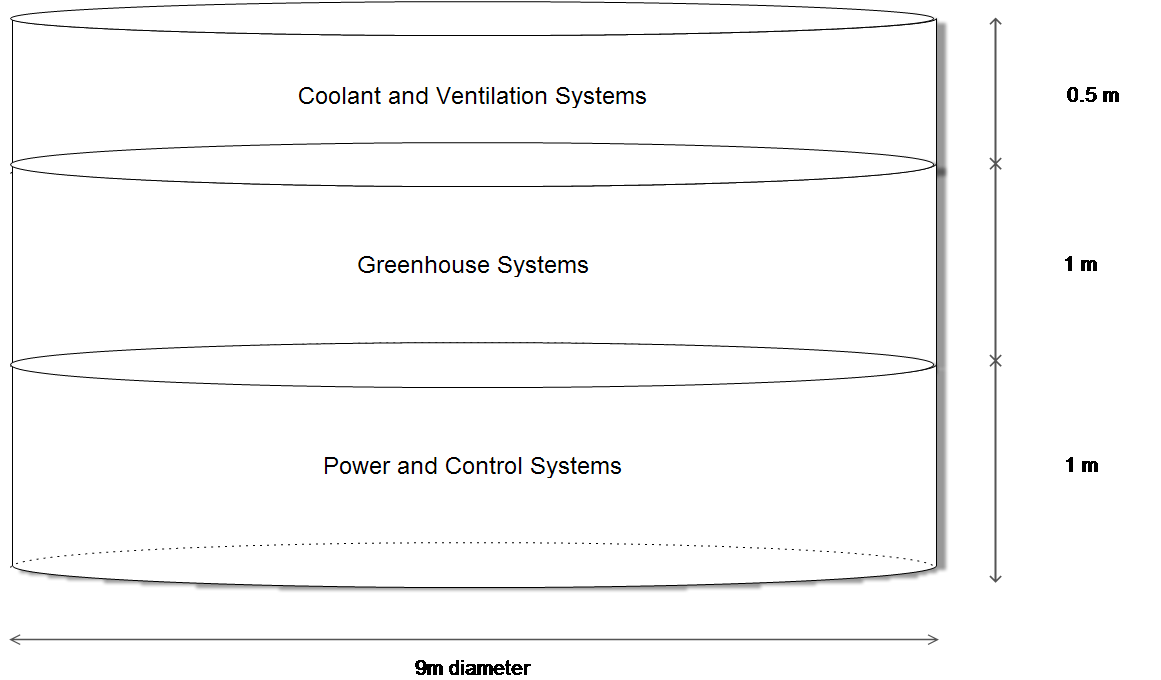 Coolant and Ventilation Systems
0.5 m
Greenhouse Systems
1 m
Power and Control Systems
1 m
9m diameter